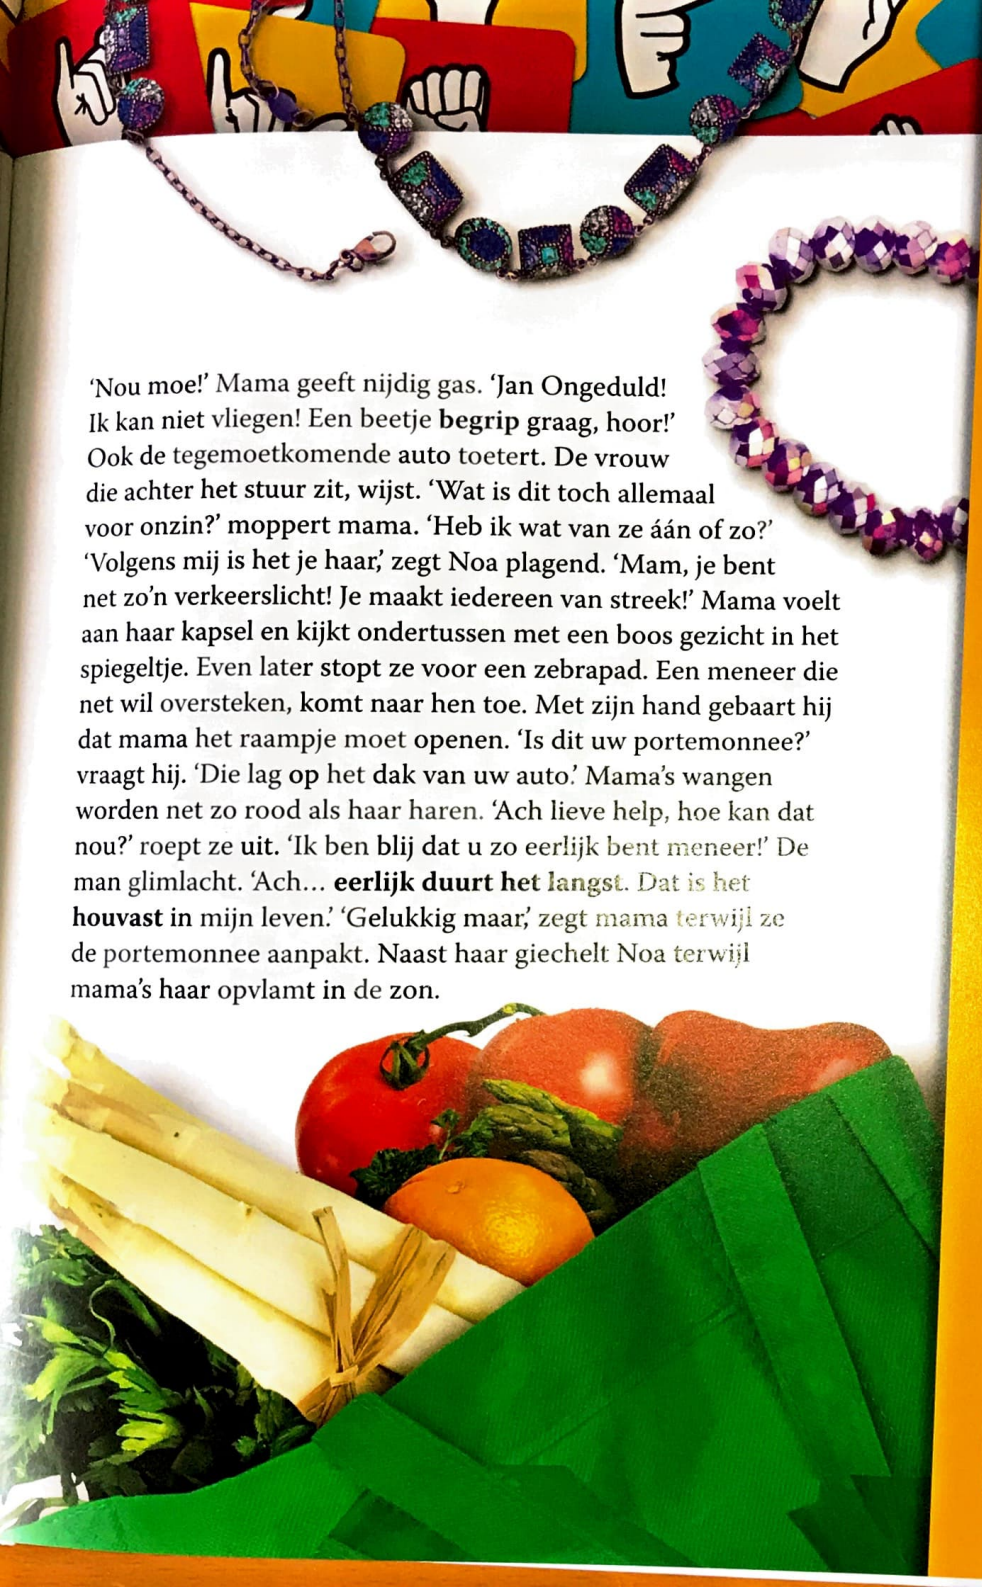 ‘Nou moe!’ Mama geeft nijdig gas. ‘Jan Ongeduld!
Ik kan niet vliegen! Een beetje begrip graag, hoor!’
Ook de tegemoetkomende auto toetert. De vrouw
die achter het stuur zit, wijst. ‘Wat is dit toch allemaal
voor onzin?’ moppert mama. ‘Heb ik wat van ze áán of zo?’
‘Volgens mij is het je haar,’ zegt Noa plagend. ‘Mam, je bent
net zo’n verkeerslicht! Je maakt iedereen van streek!’ Mama voelt
aan haar kapsel en kijkt ondertussen met een boos gezicht in het
spiegeltje. Even later stopt ze voor een zebrapad. Een meneer die
net wil oversteken, komt naar hen toe. Met zijn hand gebaart hij
dat mama het raampje moet openen. ‘Is dit uw portemonnee?’
vraagt hij. ‘Die lag op het dak van uw auto.’ Mama’s wangen
worden net zo rood als haar haren. ‘Ach lieve help, hoe kan dat
nou?’ roept ze uit. ‘Ik ben blij dat u zo eerlijk bent meneer!’ De
man glimlacht. ‘Ach... eerlijk duurt het langst. Dat is het
houvast in mijn leven.’ ‘Gelukkig maar,’ zegt mama terwijl ze
de portemonnee aanpakt. Naast haar giechelt Noa terwijl
mama’s haar opvlamt in de zon.